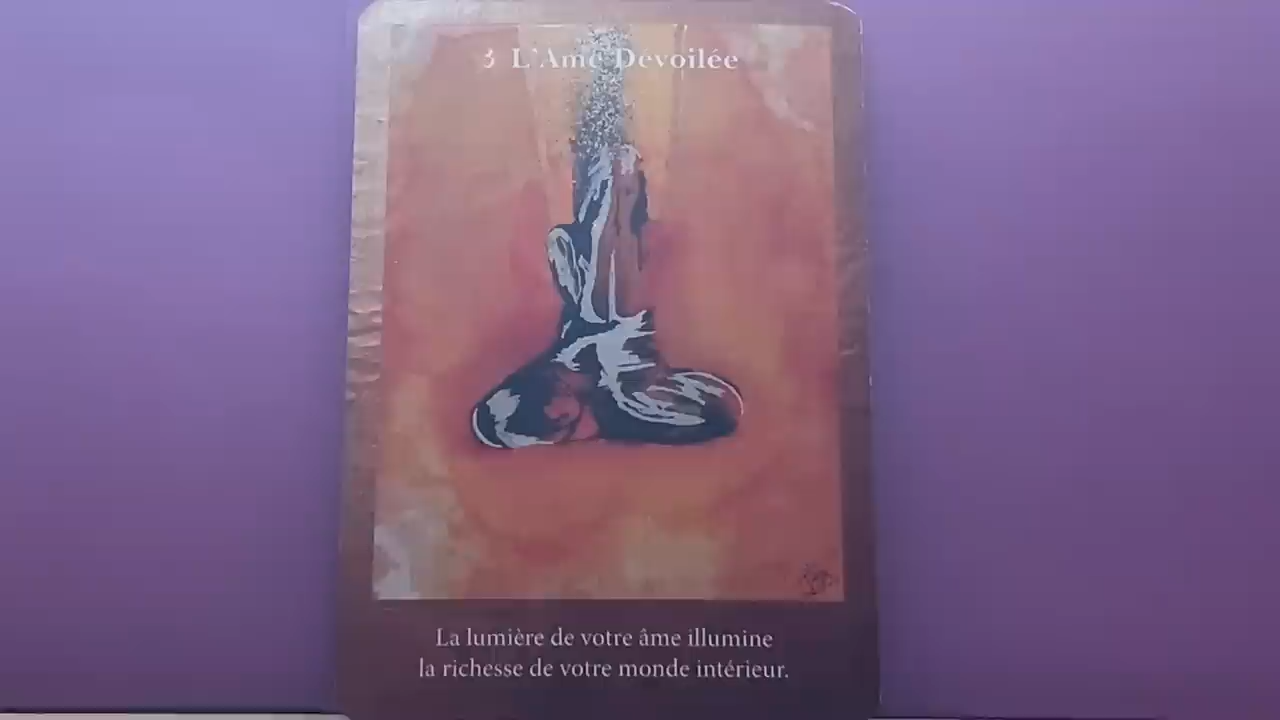 3 L'Âme Dévoilée
La lumière de votre âme illumine
la richesse de votre monde intérieur.